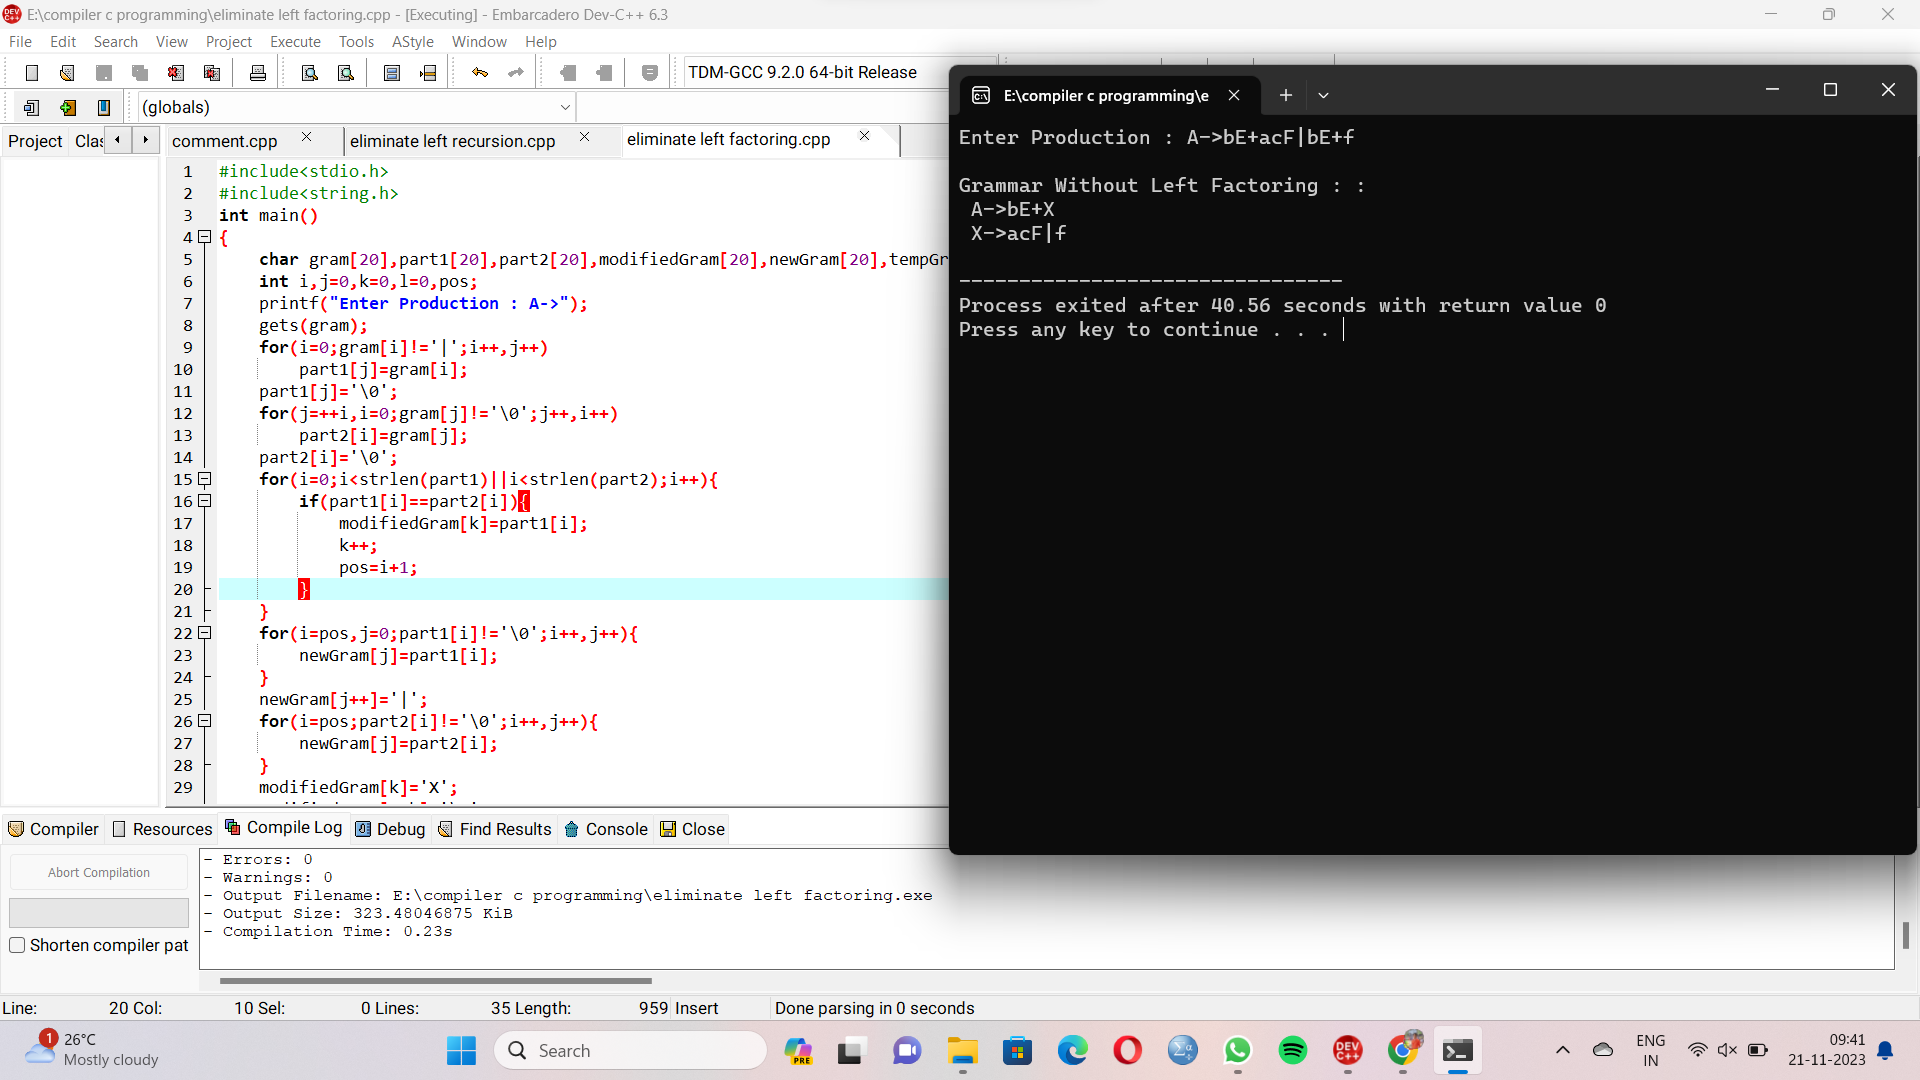 E:\compiler c programming\eliminate left factoring.cpp - [Executing] - Embarcadero Dev-C++ 6.3
File Edit Search View Project Execute Tools AStyle Window Help
TDM-GCC 9.2.0 64-bit Release
(globals)
Project Clas
comment.cpp eliminate left recursion.cpp eliminate left factoring.cpp
1 #include<stdio.h>
2 #include<string.h>
3 int main()
4 {
5 char gram[20],part1[20],part2[20],modifiedGram[20],newGram[20],tempGr
6 int i,j=0,k=0,l=0,pos;
7 printf("Enter Production : A->");
8 gets(gram);
9 for(i=0;gram[i]!='|';i++,j++)
10 part1[j]=gram[i];
11 part1[j]='\0';
12 for(j=++i,i=0;gram[j]!='\0';j++,i++)
13 part2[i]=gram[j];
14 part2[i]='\0';
15 for(i=0;i<strlen(part1)||i<strlen(part2);i++){
16 if(part1[i]==part2[i]){
17 modifiedGram[k]=part1[i];
18 k++;
19 pos=i+1;
20 }
21 }
22 for(i=pos,j=0;part1[i]!='\0';i++,j++){
23 newGram[j]=part1[i];
24 }
25 newGram[j++]='|';
26 for(i=pos;part2[i]!='\0';i++,j++){
27 newGram[j]=part2[i];
28 }
29 modifiedGram[k]='X';
E:\compiler c programming\e
Enter Production : A->bE+acF|bE+f
Grammar Without Left Factoring : :
A->bE+X
X->acF|f
--------------------------------
Process exited after 40.56 seconds with return value 0
Press any key to continue . . .
Compiler Resources Compile Log Debug Find Results Console Close
Abort Compilation
Shorten compiler pat
- Errors: 0
- Warnings: 0
- Output Filename: E:\compiler c programming\eliminate left factoring.exe
- Output Size: 323.48046875 KiB
- Compilation Time: 0.23s
Line: 20 Col: 10 Sel: 0 Lines: 35 Length: 959 Insert Done parsing in 0 seconds
1
26°C
Mostly cloudy
Search
PRE
DEV C++
ENG
IN
09:41
21-11-2023